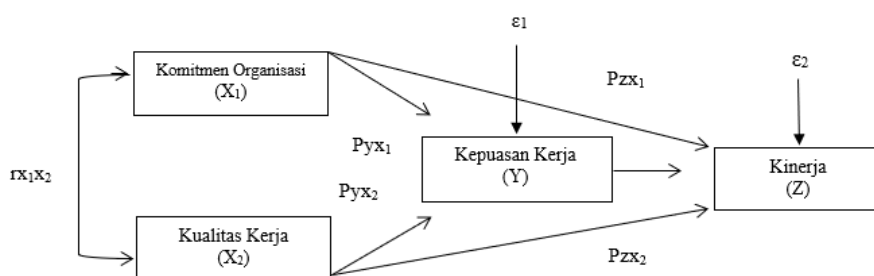 ε1
Komitmen Organisasi
(X1)
Pzx1
ε2
rx1x2
Pyx1
Kepuasan Kerja
(Y)
Kinerja
(Z)
Pyx2
Kualitas Kerja
(X2)
Pzx2